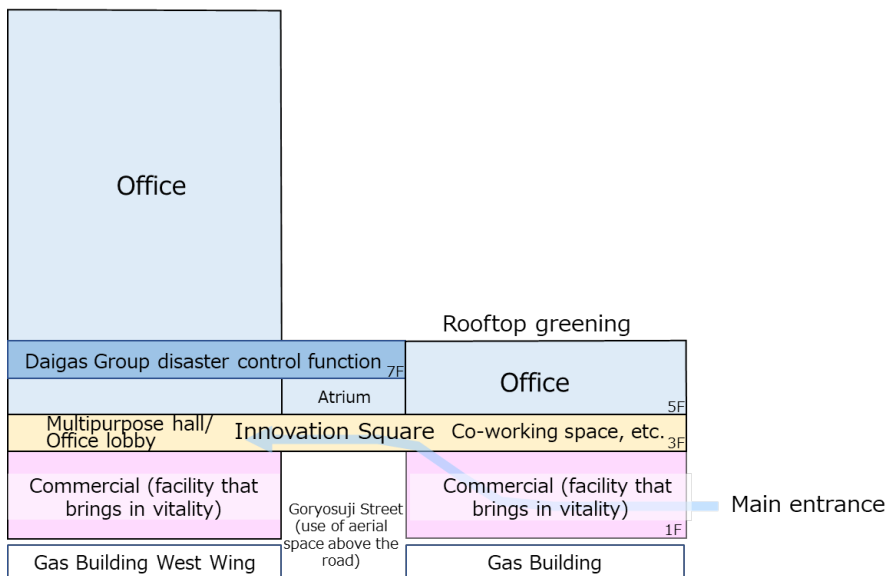 Office
Rooftop greening
Daigas Group disaster control function
7F
Atrium
Office
5F
Multipurpose hall/
Office lobby
Innovation Square
Co-working space, etc.
3F
Commercial (facility that
brings in vitality)
Goryosuji Street
(use of aerial
space above the
road)
Commercial (facility that
brings in vitality)
1F
Main entrance
Gas Building West Wing
Gas Building